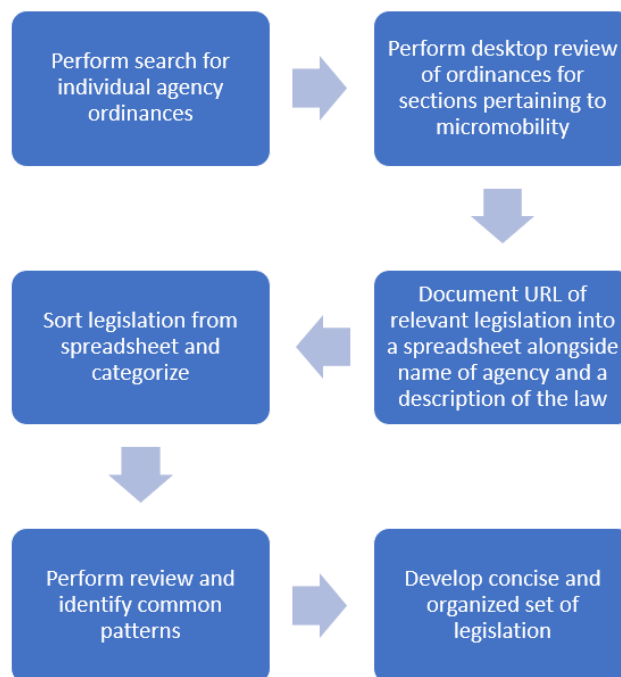 Perform search for
individual agency
ordinances
Perform desktop review
of ordinances for
sections pertaining to
micromobility
Document URL of
relevant legislation into
a spreadsheet alongside
name of agency and a
description of the law
Sort legislation from
spreadsheet and
categorize
Perform review and
identify common
patterns
Develop concise and
organized set of
legislation